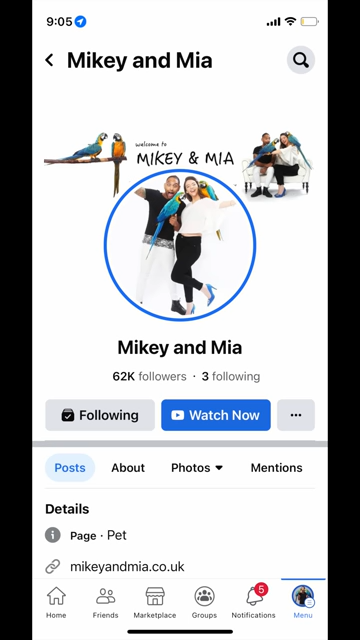 9:05
Mikey and Mia
welcome to
MIKEY & MIA
Mikey and Mia
62K followers · 3 following
Following
Watch Now
Posts
About
Photos
Mentions
Details
Page · Pet
mikeyandmia.co.uk
5
Home
Friends
Marketplace
Groups
Notifications
Menu